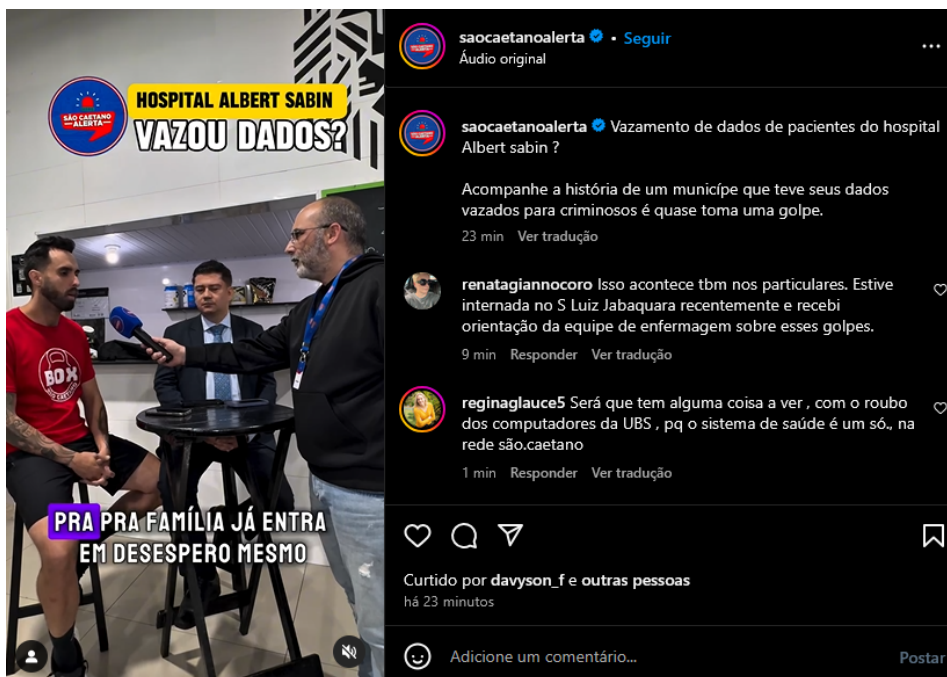 HOSPITAL ALBERT SABIN
SÃO CAETANO
ALERTA
VAZOU DADOS?
BOX
SÃO CAETANO
PRA PRA FAMÍLIA JÁ ENTRA
EM DESESPERO MESMO
saocaetanoalerta • Seguir
Áudio original
saocaetanoalerta Vazamento de dados de pacientes do hospital
Albert sabin ?
Acompanhe a história de um municípe que teve seus dados
vazados para criminosos é quase toma uma golpe.
23 min Ver tradução
renatagiannocoro Isso acontece tbm nos particulares. Estive
internada no S Luiz Jabaquara recentemente e recebi
orientação da equipe de enfermagem sobre esses golpes.
9 min Responder Ver tradução
reginaglauce5 Será que tem alguma coisa a ver , com o roubo
dos computadores da UBS , pq o sistema de saúde é um só., na
rede são.caetano
1 min Responder Ver tradução
Curtido por davyson_f e outras pessoas
há 23 minutos
Adicione um comentário...
Postar